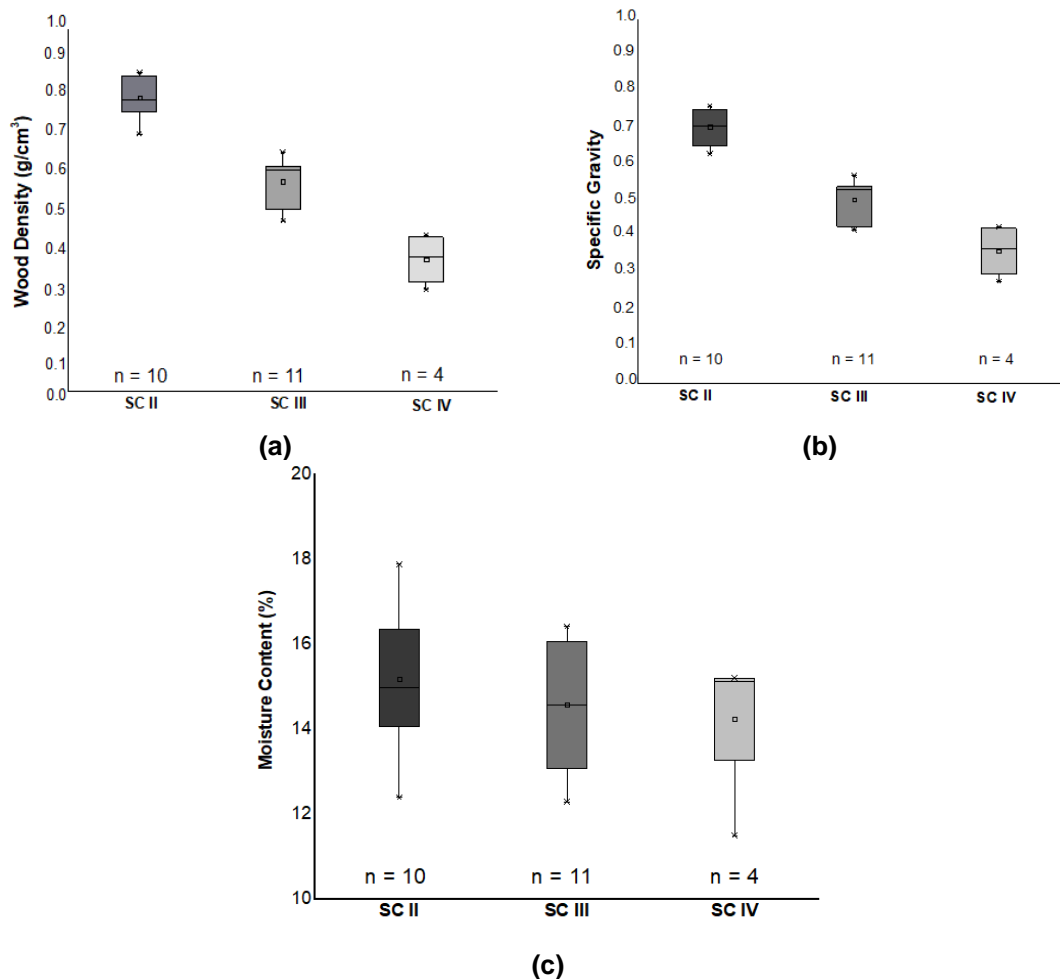 Wood Density (g/cm³)
1.0
0.9
0.8
0.7
0.6
0.5
0.4
0.3
0.2
0.1
0.0
n = 10
n = 11
n = 4
SC II
SC III
SC IV
(a)
Specific Gravity
1.0
0.9
0.8
0.7
0.6
0.5
0.4
0.3
0.2
0.1
0.0
n = 10
n = 11
n = 4
SC II
SC III
SC IV
(b)
Moisture Content (%)
20
18
16
14
12
10
n = 10
n = 11
n = 4
SC II
SC III
SC IV
(c)